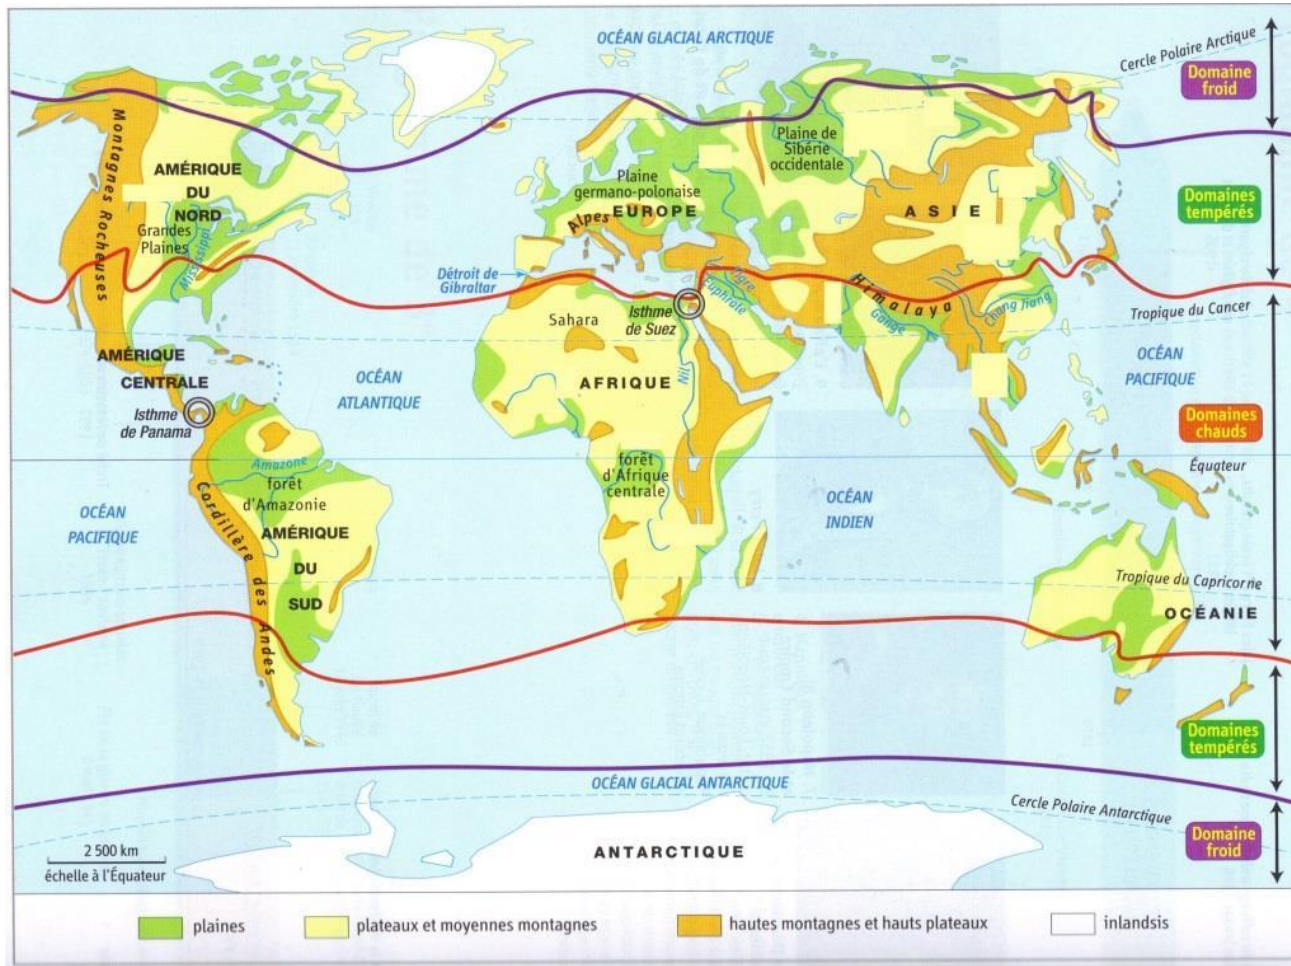 OCÉAN GLACIAL ARCTIQUE
Cercle Polaire Arctique
Domaine
froid
Montagnes Rocheuses
AMÉRIQUE
DU
NORD
Grandes
Plaines
Mississippi
Plaine de
Sibérie
occidentale
Plaine
germano-polonaise
EUROPE
Alpes
ASIE
Domaines
tempérés
Détroit de
Gibraltar
Tigre
Euphrate
Isthme
de Suez
Himalaya
Gange
Chang Jiang
Tropique du Cancer
Sahara
AMÉRIQUE
CENTRALE
Isthme
de Panama
OCÉAN
ATLANTIQUE
AFRIQUE
Nil
OCÉAN
PACIFIQUE
Domaines
chauds
Équateur
Amazone
forêt
d'Amazonie
forêt
d'Afrique
centrale
OCÉAN
PACIFIQUE
Cordillère des Andes
AMÉRIQUE
DU
SUD
OCÉAN
INDIEN
Tropique du Capricorne
OCÉANIE
Domaines
tempérés
OCÉAN GLACIAL ANTARCTIQUE
Cercle Polaire Antarctique
Domaine
froid
ANTARCTIQUE
2 500 km
échelle à l'Équateur
plaines
plateaux et moyennes montagnes
hautes montagnes et hauts plateaux
inlandsis